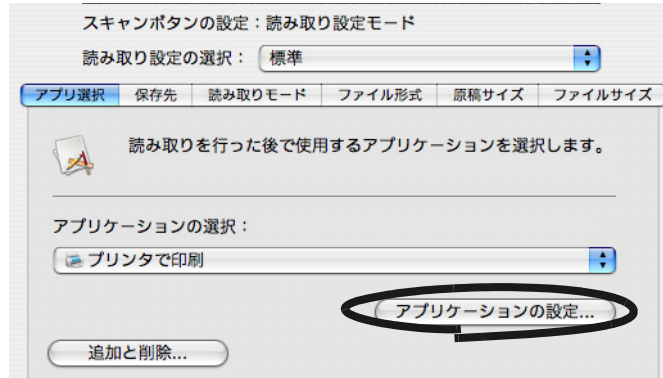 スキャンボタンの設定：読み取り設定モード
読み取り設定の選択： 標準
アプリ選択 保存先 読み取りモード ファイル形式 原稿サイズ ファイルサイズ
読み取りを行った後で使用するアプリケーションを選択します。
アプリケーションの選択：
プリンタで印刷
アプリケーションの設定...
追加と削除...